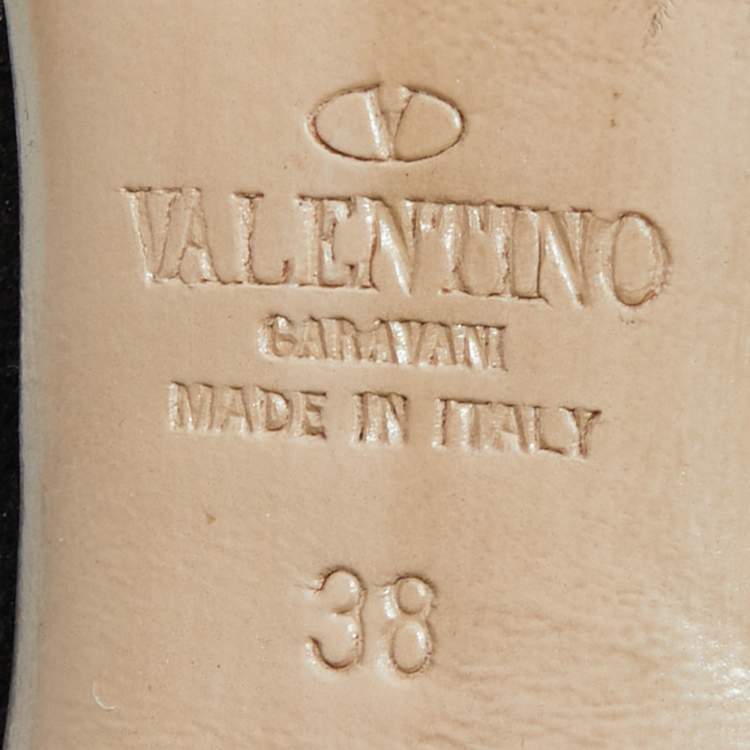 V
VALENTINO
GARAVANI
MADE IN ITALY
38